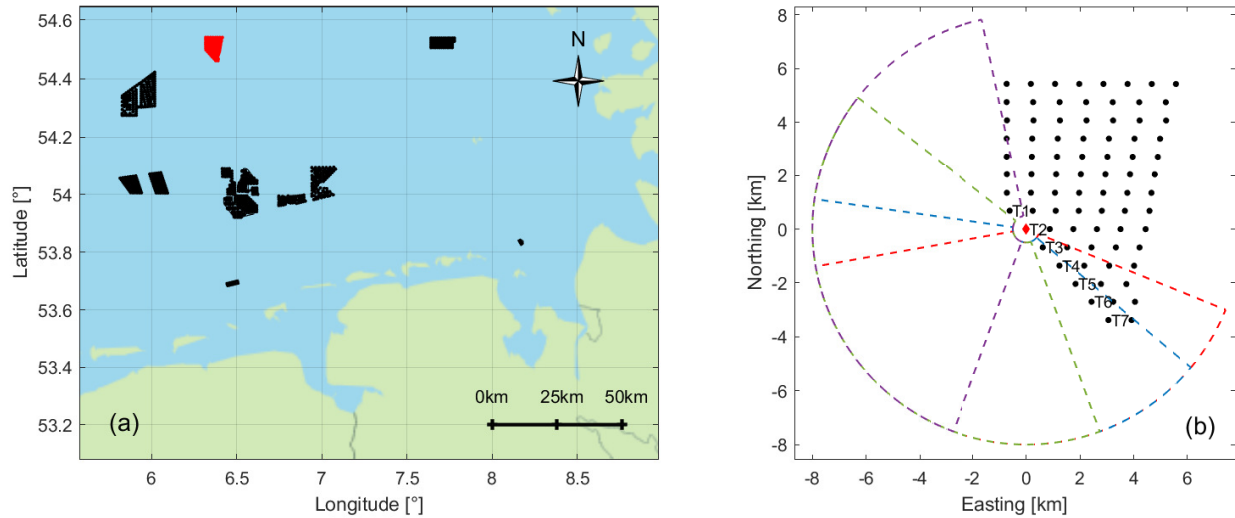 54.6
54.4
54.2
54
53.8
53.6
53.4
53.2
Latitude [°]
N
0km 25km 50km
(a)
6 6.5 7 7.5 8 8.5
Longitude [°]
8
6
4
2
0
-2
-4
-6
-8
Northing [km]
T1
T2
T3
T4
T5
T6
T7
(b)
-8 -6 -4 -2 0 2 4 6
Easting [km]